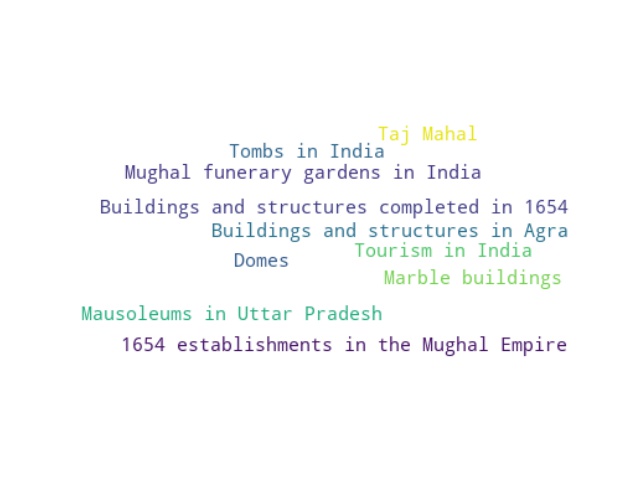 Taj Mahal
Tombs in India
Mughal funerary gardens in India
Buildings and structures completed in 1654
Buildings and structures in Agra
Tourism in India
Domes
Marble buildings
Mausoleums in Uttar Pradesh
1654 establishments in the Mughal Empire